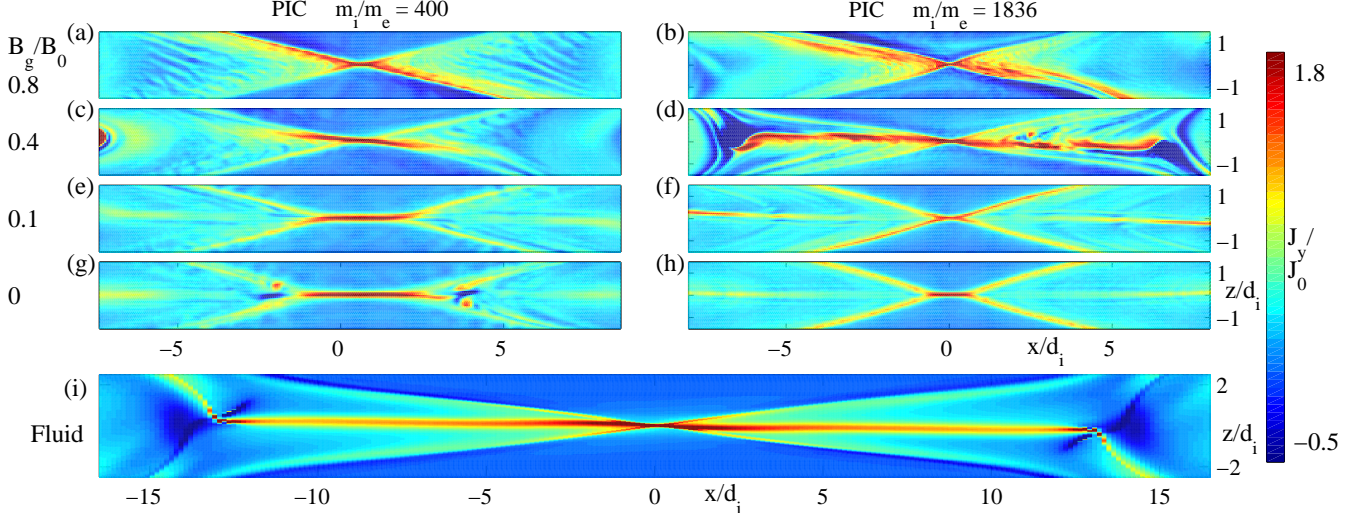 PIC m_i/m_e = 400
PIC m_i/m_e = 1836
B_g/B_0
(a)
(b)
0.8
1
−1
1.8
(c)
(d)
0.4
1
−1
(e)
(f)
0.1
1
−1
J_y/J_0
(g)
(h)
0
1
z/d_i
−1
−5
0
5
−5
0
x/d_i
5
(i)
2
Fluid
z/d_i
−2
−0.5
−15
−10
−5
0
x/d_i
5
10
15